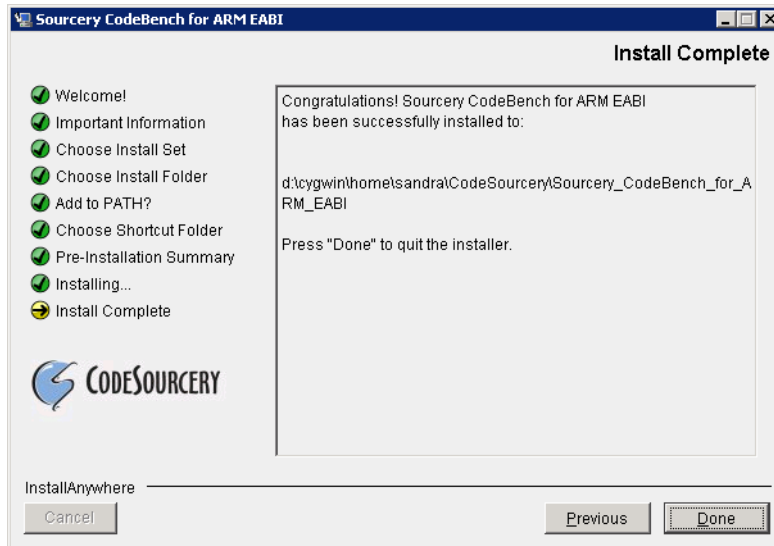 Sourcery CodeBench for ARM EABI
Install Complete
Welcome!
Important Information
Choose Install Set
Choose Install Folder
Add to PATH?
Choose Shortcut Folder
Pre-Installation Summary
Installing...
Install Complete
CODESOURCERY
Congratulations! Sourcery CodeBench for ARM EABI
has been successfully installed to:
d:\cygwin\home\sandra\CodeSourcery\Sourcery_CodeBench_for_A
RM_EABI
Press "Done" to quit the installer.
InstallAnywhere
Cancel
Previous
Done